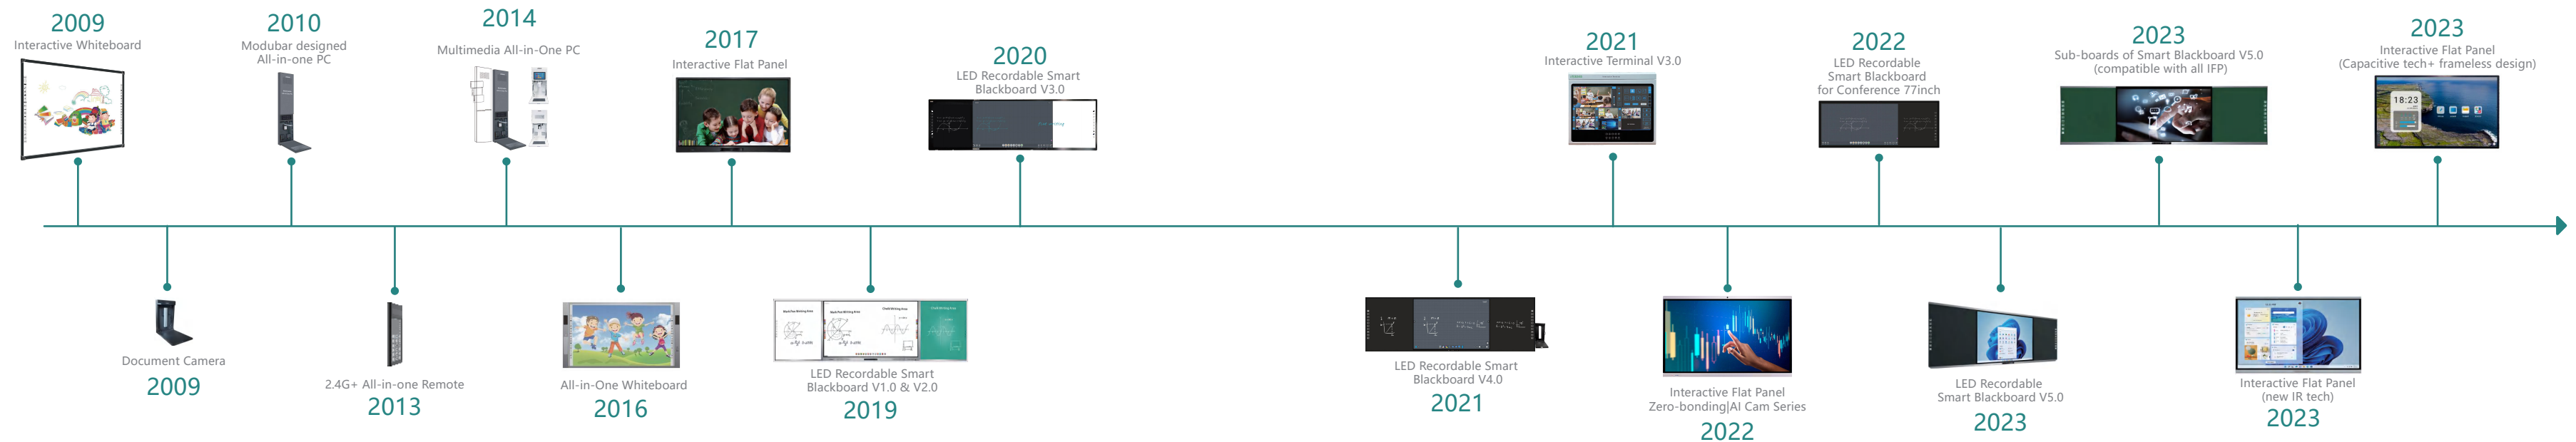 2009
Interactive Whiteboard
Document Camera
2009
2010
Modubar designed
All-in-one PC
2.4G+ All-in-one Remote
2013
2014
Multimedia All-in-One PC
All-in-One Whiteboard
2016
2017
Interactive Flat Panel
LED Recordable Smart
Blackboard V1.0 & V2.0
2019
2020
LED Recordable Smart
Blackboard V3.0
LED Recordable Smart
Blackboard V4.0
2021
2021
Interactive Terminal V3.0
Interactive Flat Panel
Zero-bonding|AI Cam Series
2022
2022
LED Recordable
Smart Blackboard
for Conference 77inch
LED Recordable
Smart Blackboard V5.0
2023
2023
Sub-boards of Smart Blackboard V5.0
(compatible with all IFP)
Interactive Flat Panel
(new IR tech)
2023
2023
Interactive Flat Panel
(Capacitive tech+ frameless design)
18:23